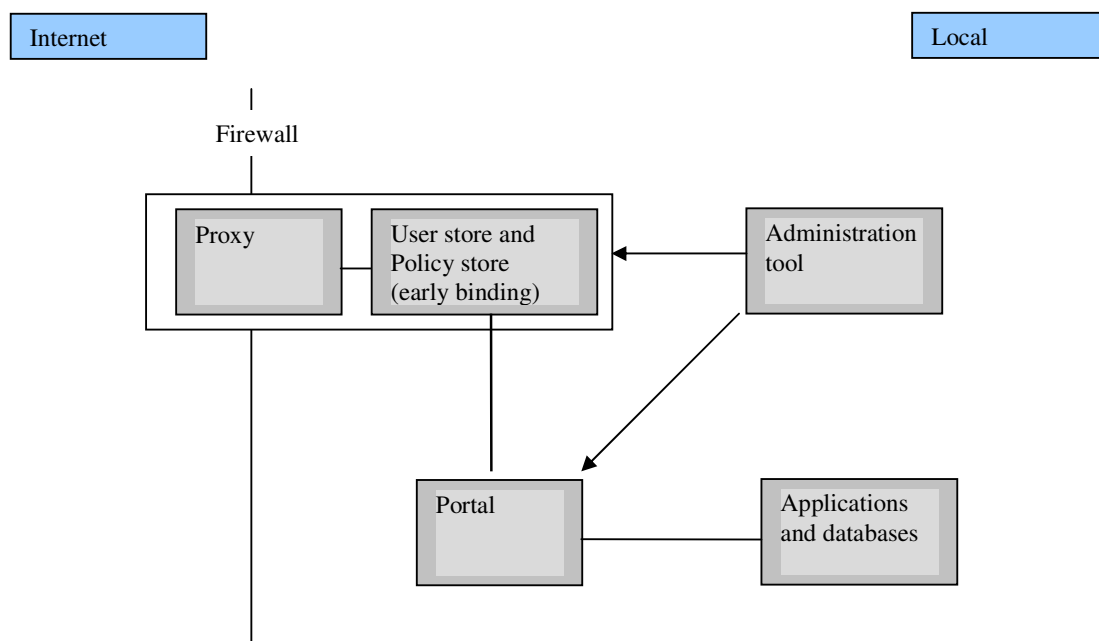 Internet
Local
Firewall
Proxy
User store and
Policy store
(early binding)
Administration
tool
Portal
Applications
and databases